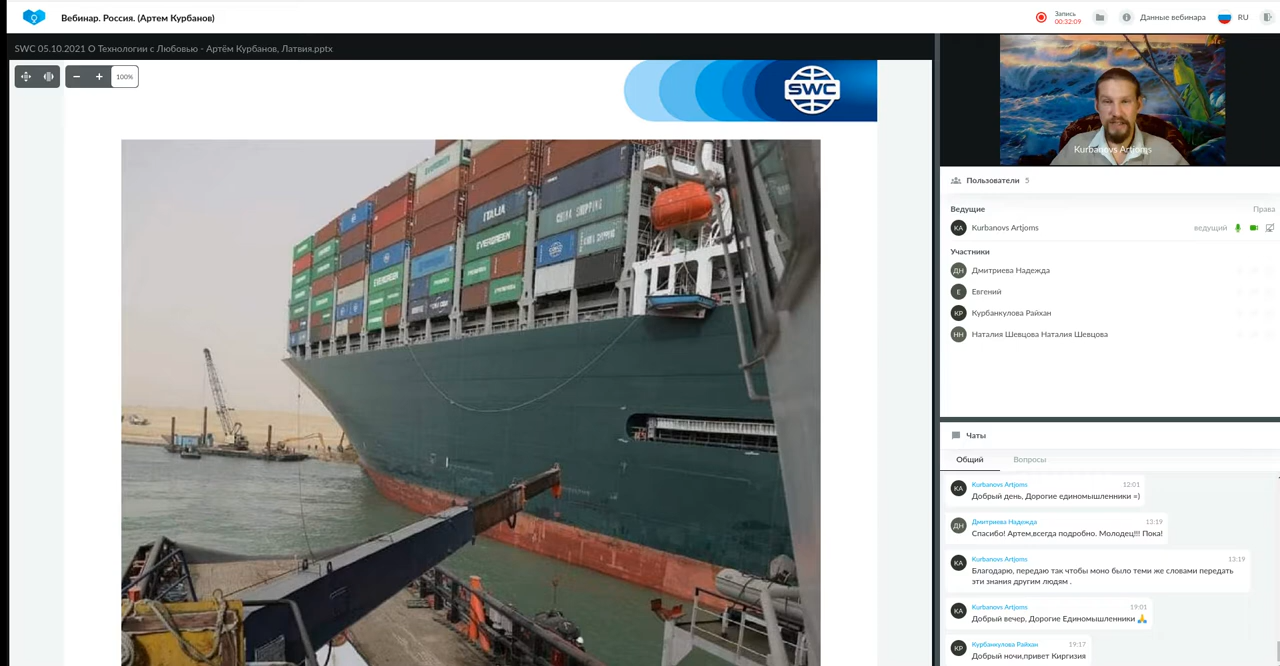 Вебинар. Россия. (Артем Курбанов)
Запись
00:32:09
Данные вебинара
RU
SWC 05.10.2021 О Технологии с Любовью - Артём Курбанов, Латвия.pptx
100%
SWC
EVERGREEN
ITALIA
CHINA SHIPPING
EVERGREEN
EVERGREEN
Kurbanovs Artjoms
Пользователи 5
Ведущие
Права
KA
Kurbanovs Artjoms
ведущий
Участники
ДН
Дмитриева Надежда
Е
Евгений
КР
Курбанкулова Райхан
НН
Наталия Шевцова Наталия Шевцова
Чаты
Общий
Вопросы
KA
Kurbanovs Artjoms
12:01
Добрый день, Дорогие единомышленники =)
ДН
Дмитриева Надежда
13:19
Спасибо! Артем,всегда подробно. Молодец!!! Пока!
KA
Kurbanovs Artjoms
13:19
Благодарю, передаю так чтобы моно было теми же словами передать
эти знания другим людям .
KA
Kurbanovs Artjoms
19:01
Добрый вечер, Дорогие Единомышленники 🙏
КР
Курбанкулова Райхан
19:17
Добрый ночи,привет Киргизия